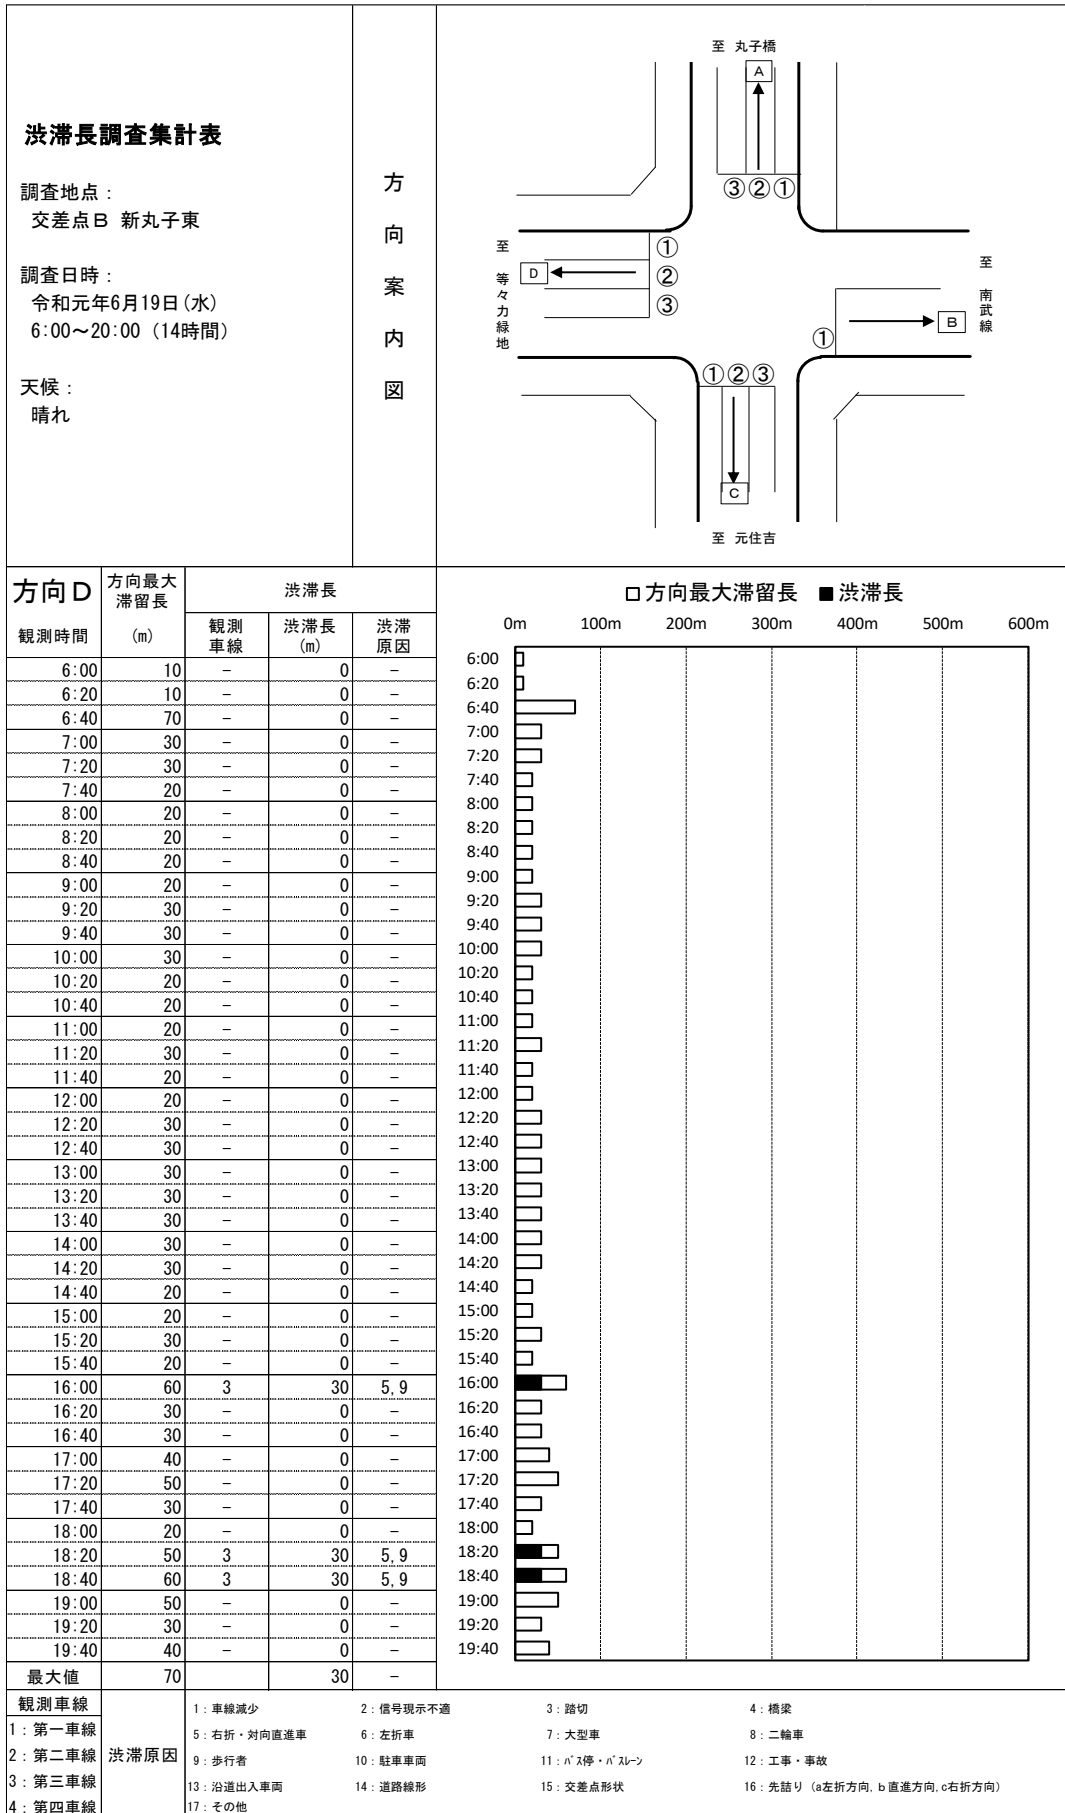 渋滞長調査集計表
調査地点：
交差点Ｂ 新丸子東
調査日時：
令和元年6月19日(水)
6:00～20:00（14時間）
天候：
晴れ
方向案内図
至 丸子橋
A
③②①
至 等々力緑地
D
①
②
③
至 南武線
B
①
①②③
C
至 元住吉
方向Ｄ 方向最大滞留長 渋滞長
観測時間 (m) 観測車線 渋滞長(m) 渋滞原因
6:00 10 － 0 －
6:20 10 － 0 －
6:40 70 － 0 －
7:00 30 － 0 －
7:20 30 － 0 －
7:40 20 － 0 －
8:00 20 － 0 －
8:20 20 － 0 －
8:40 20 － 0 －
9:00 20 － 0 －
9:20 30 － 0 －
9:40 30 － 0 －
10:00 30 － 0 －
10:20 20 － 0 －
10:40 20 － 0 －
11:00 20 － 0 －
11:20 30 － 0 －
11:40 20 － 0 －
12:00 20 － 0 －
12:20 30 － 0 －
12:40 30 － 0 －
13:00 30 － 0 －
13:20 30 － 0 －
13:40 30 － 0 －
14:00 30 － 0 －
14:20 30 － 0 －
14:40 20 － 0 －
15:00 20 － 0 －
15:20 30 － 0 －
15:40 20 － 0 －
16:00 60 3 30 5,9
16:20 30 － 0 －
16:40 30 － 0 －
17:00 40 － 0 －
17:20 50 － 0 －
17:40 30 － 0 －
18:00 20 － 0 －
18:20 50 3 30 5,9
18:40 60 3 30 5,9
19:00 50 － 0 －
19:20 30 － 0 －
19:40 40 － 0 －
最大値 70 30 －
□方向最大滞留長 ■渋滞長
0m 100m 200m 300m 400m 500m 600m
6:00
6:20
6:40
7:00
7:20
7:40
8:00
8:20
8:40
9:00
9:20
9:40
10:00
10:20
10:40
11:00
11:20
11:40
12:00
12:20
12:40
13:00
13:20
13:40
14:00
14:20
14:40
15:00
15:20
15:40
16:00
16:20
16:40
17:00
17:20
17:40
18:00
18:20
18:40
19:00
19:20
19:40
観測車線
1：第一車線
2：第二車線
3：第三車線
4：第四車線
渋滞原因
1：車線減少 2：信号現示不適 3：踏切 4：橋梁
5：右折・対向直進車 6：左折車 7：大型車 8：二輪車
9：歩行者 10：駐車車両 11：ﾊﾞｽ停・ﾊﾞｽﾚｰﾝ 12：工事・事故
13：沿道出入車両 14：道路線形 15：交差点形状 16：先詰り（a左折方向,ｂ直進方向,c右折方向）
17：その他